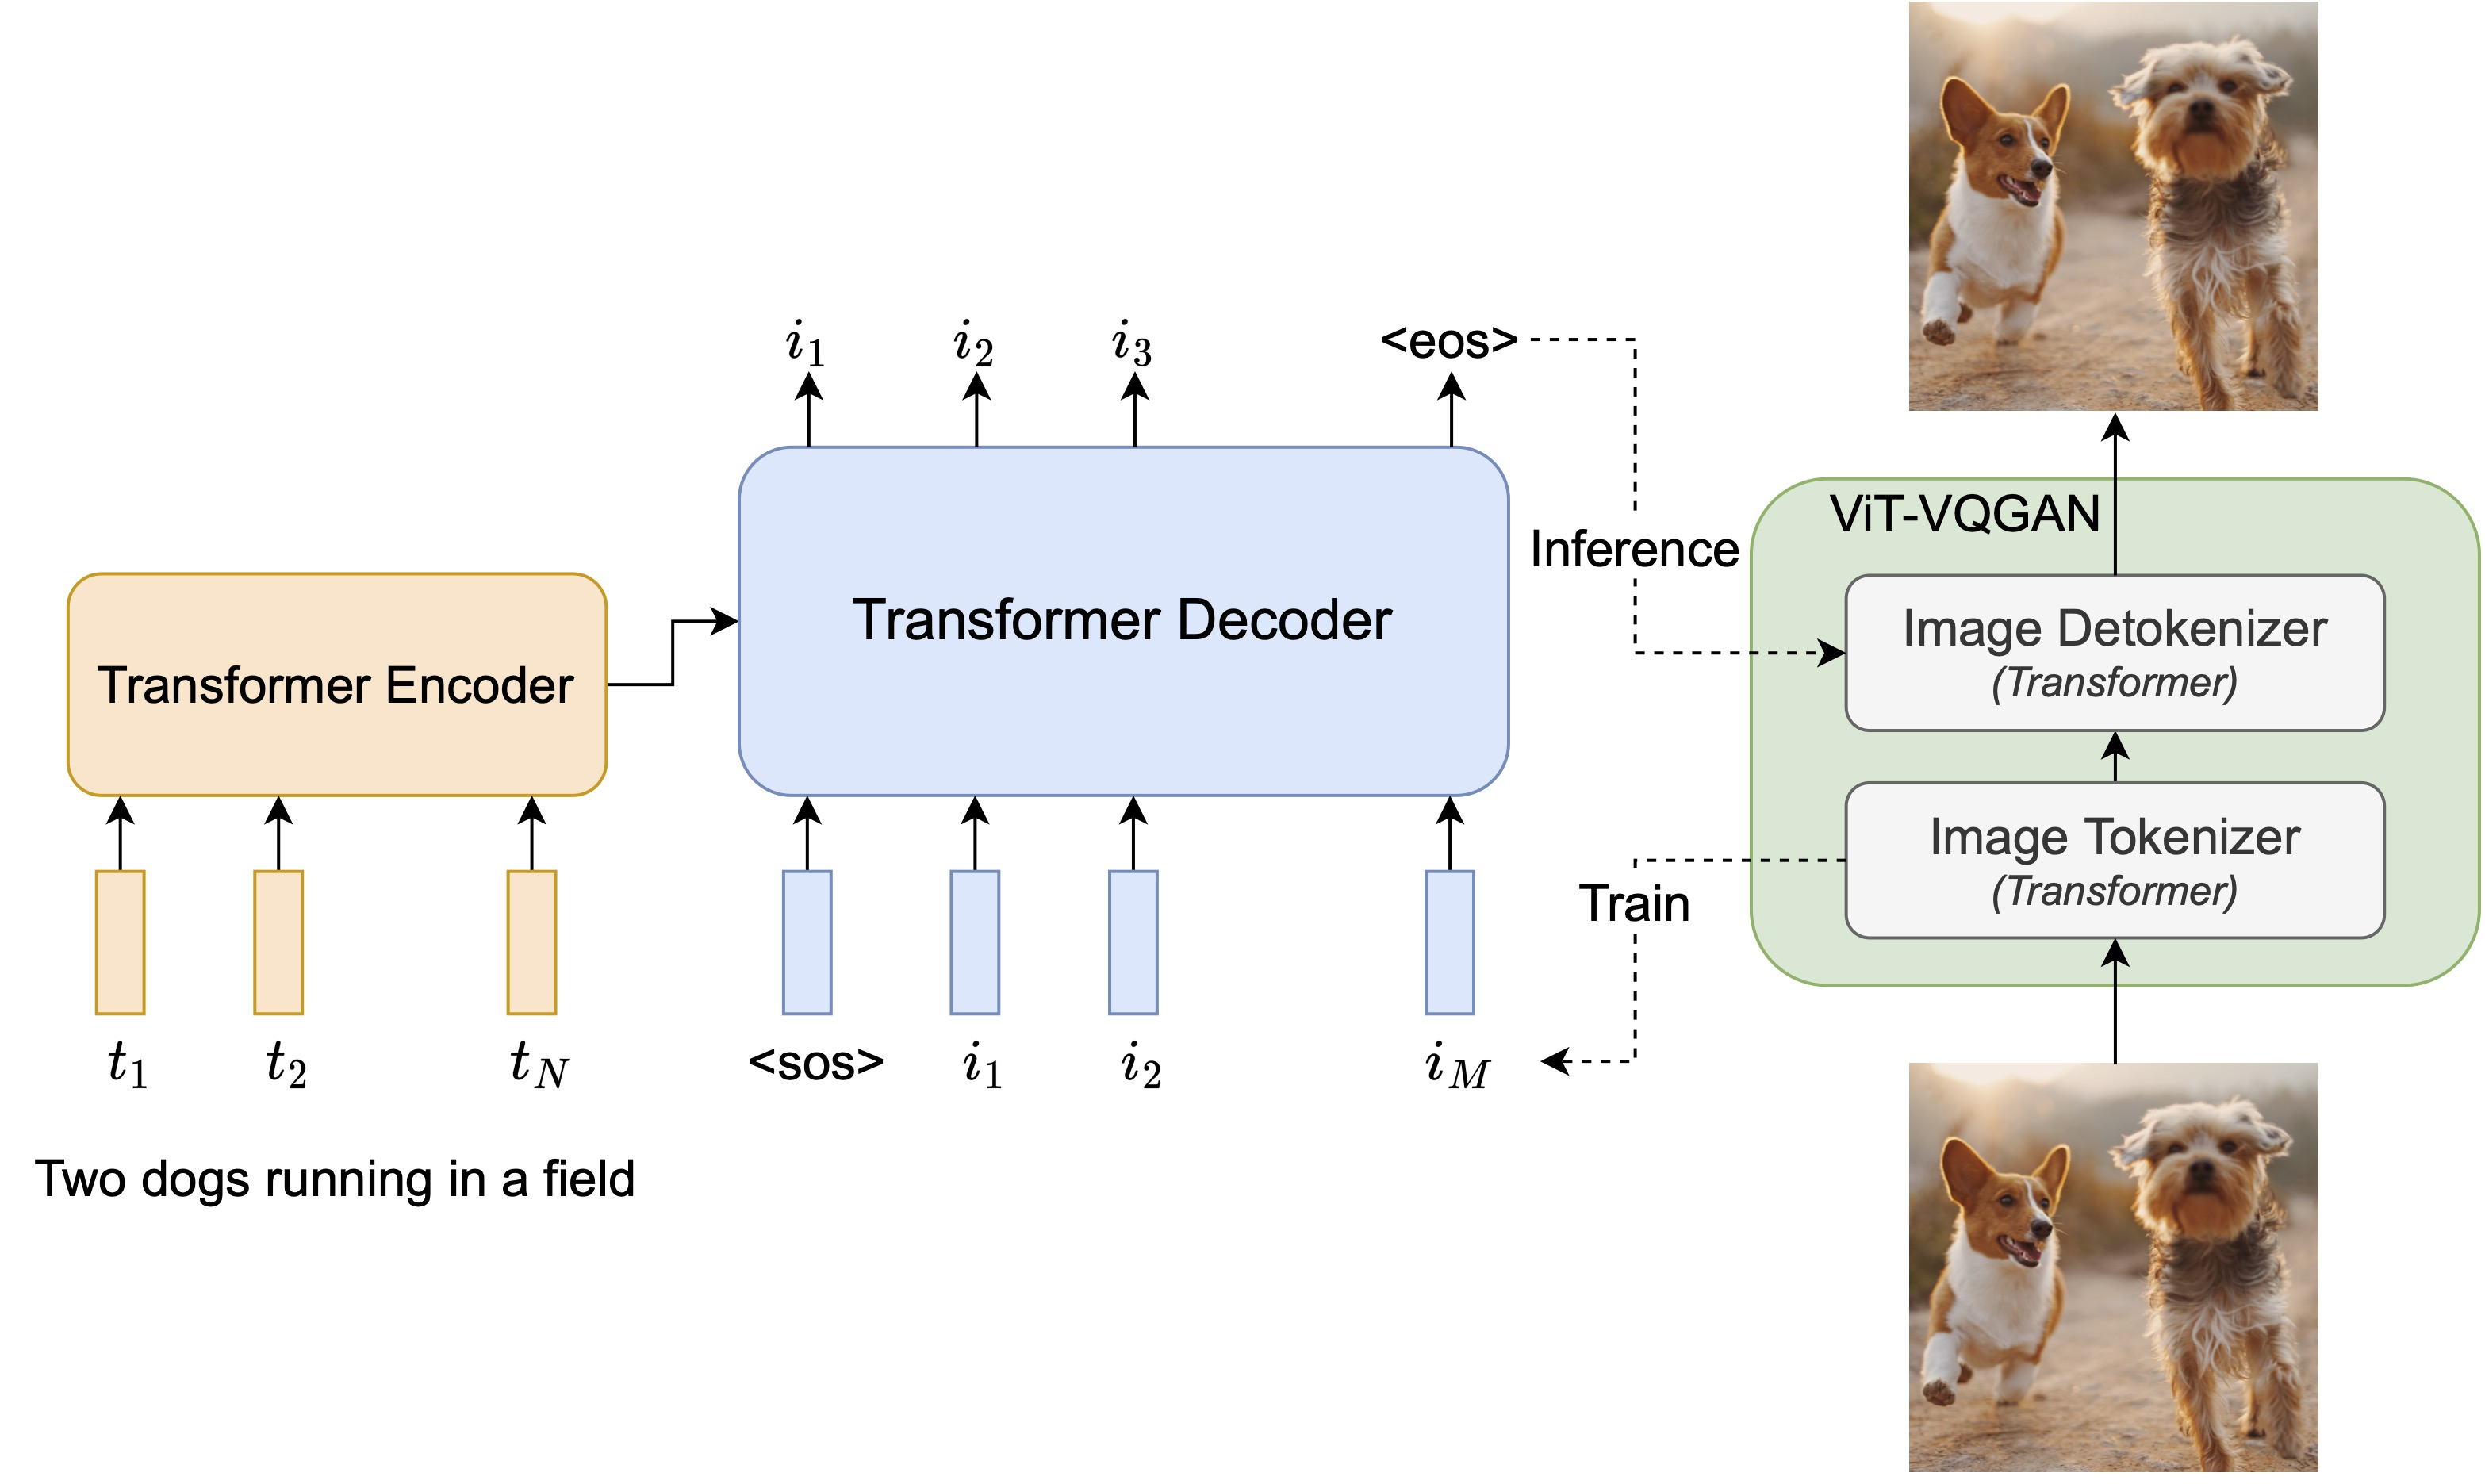 i1 i2 i3 <eos>
ViT-VQGAN
Inference
Transformer Encoder
Transformer Decoder
Image Detokenizer
(Transformer)
Image Tokenizer
(Transformer)
Train
t1 t2 tN
<sos> i1 i2 iM
Two dogs running in a field